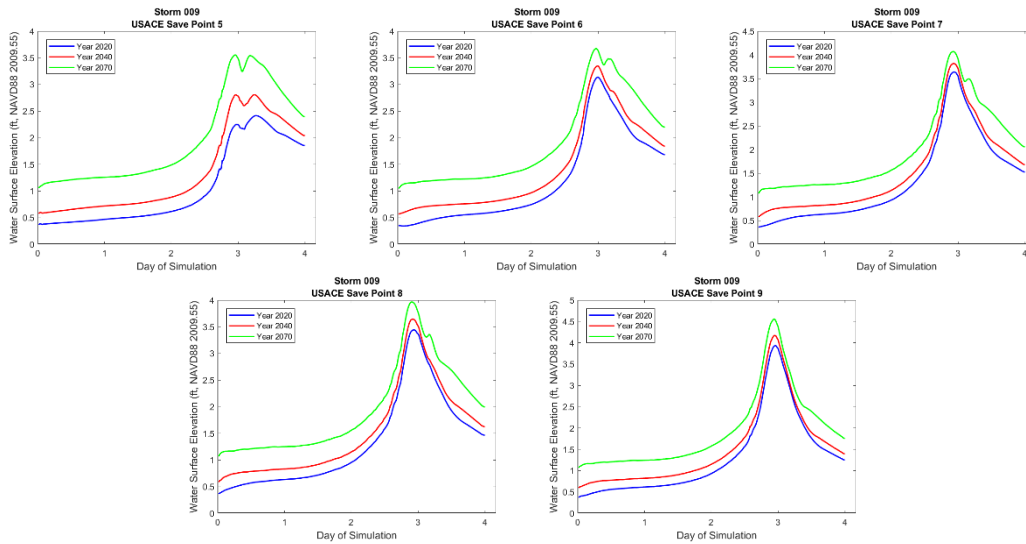 Storm 009
USACE Save Point 5
Water Surface Elevation (ft, NAVD88 2009.55)
4
3.5
3
2.5
2
1.5
1
0.5
0
Year 2020
Year 2040
Year 2070
0 1 2 3 4
Day of Simulation
Storm 009
USACE Save Point 6
Water Surface Elevation (ft, NAVD88 2009.55)
4
3.5
3
2.5
2
1.5
1
0.5
0
Year 2020
Year 2040
Year 2070
0 1 2 3 4
Day of Simulation
Storm 009
USACE Save Point 7
Water Surface Elevation (ft, NAVD88 2009.55)
4.5
4
3.5
3
2.5
2
1.5
1
0.5
0
Year 2020
Year 2040
Year 2070
0 1 2 3 4
Day of Simulation
Storm 009
USACE Save Point 8
Water Surface Elevation (ft, NAVD88 2009.55)
4
3.5
3
2.5
2
1.5
1
0.5
0
Year 2020
Year 2040
Year 2070
0 1 2 3 4
Day of Simulation
Storm 009
USACE Save Point 9
Water Surface Elevation (ft, NAVD88 2009.55)
5
4.5
4
3.5
3
2.5
2
1.5
1
0.5
0
Year 2020
Year 2040
Year 2070
0 1 2 3 4
Day of Simulation